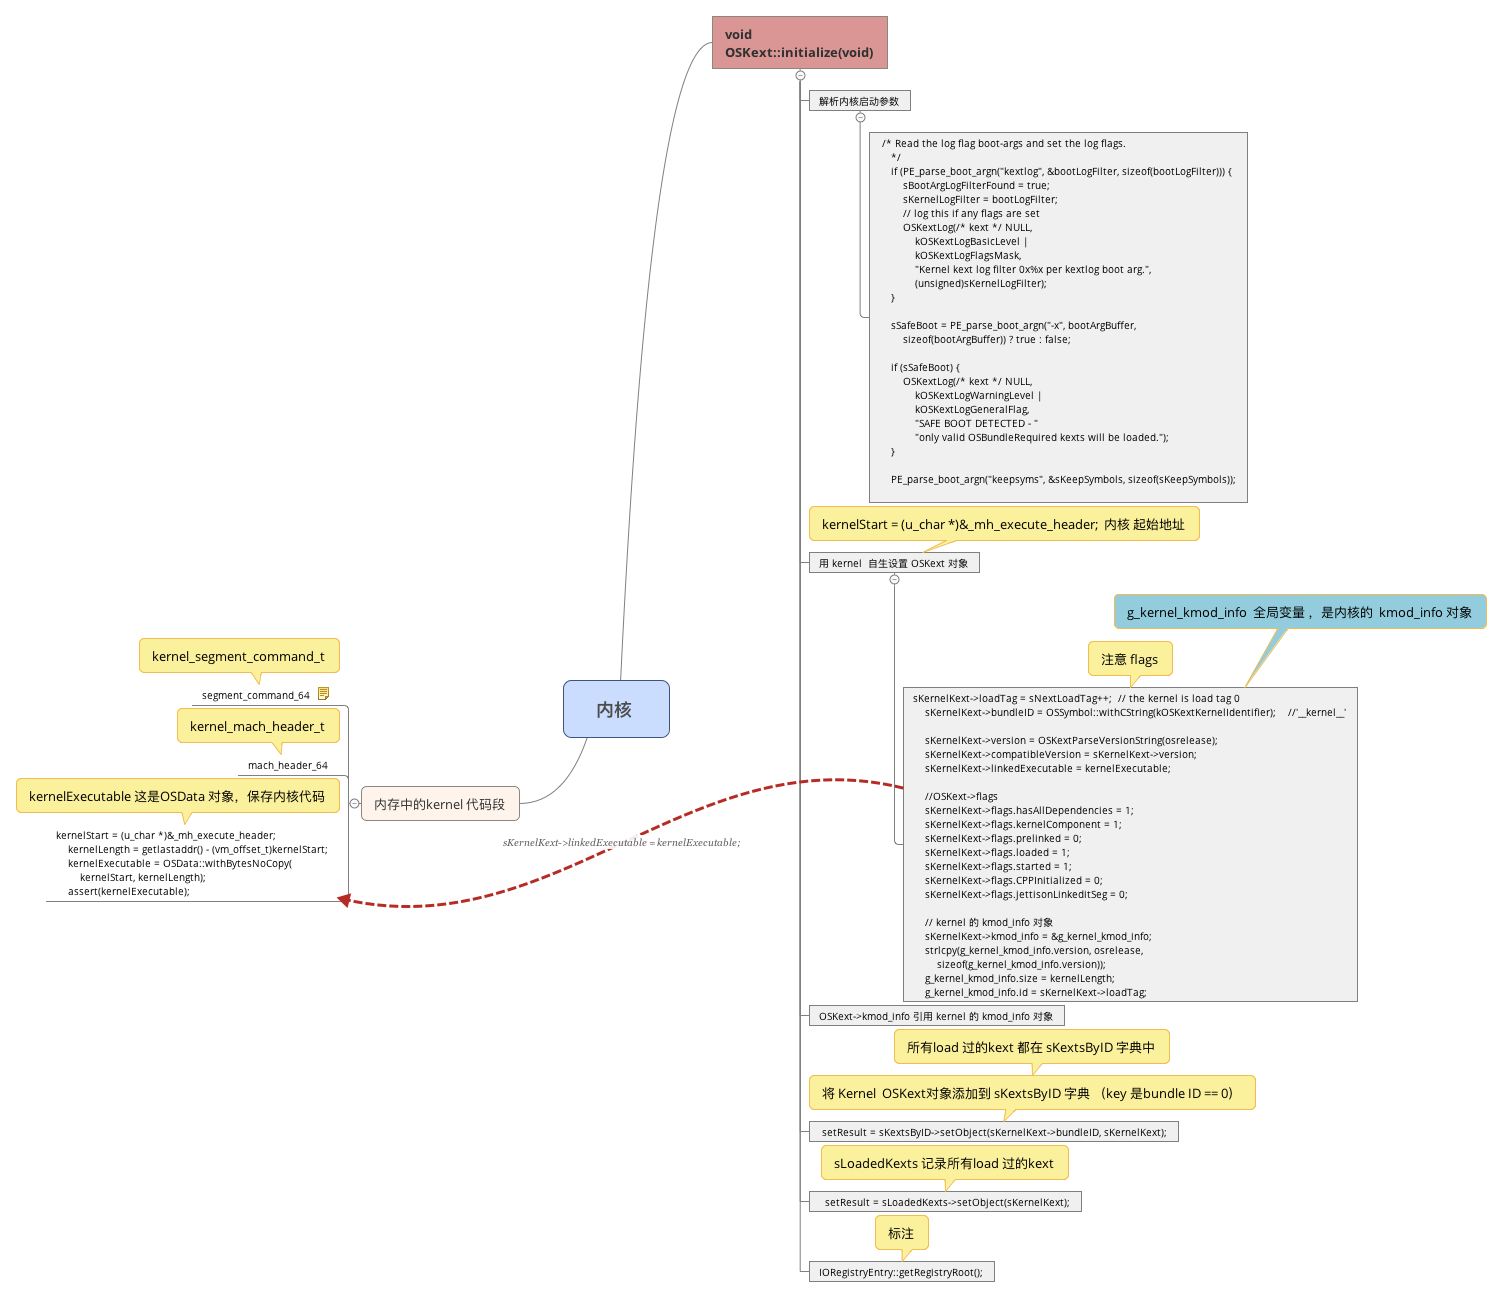 void
OSKext::initialize(void)
解析内核启动参数
/* Read the log flag boot-args and set the log flags.
*/
if (PE_parse_boot_argn("kextlog", &bootLogFilter, sizeof(bootLogFilter))) {
sBootArgLogFilterFound = true;
sKernelLogFilter = bootLogFilter;
// log this if any flags are set
OSKextLog(/* kext */ NULL,
kOSKextLogBasicLevel |
kOSKextLogFlagsMask,
"Kernel kext log filter 0x%x per kextlog boot arg.",
(unsigned)sKernelLogFilter);
}
sSafeBoot = PE_parse_boot_argn("-x", bootArgBuffer,
sizeof(bootArgBuffer)) ? true : false;
if (sSafeBoot) {
OSKextLog(/* kext */ NULL,
kOSKextLogWarningLevel |
kOSKextLogGeneralFlag,
"SAFE BOOT DETECTED - "
"only valid OSBundleRequired kexts will be loaded.");
}
PE_parse_boot_argn("keepsyms", &sKeepSymbols, sizeof(sKeepSymbols));
kernelStart = (u_char *)&_mh_execute_header; 内核 起始地址
用 kernel 自生设置 OSKext 对象
g_kernel_kmod_info 全局变量 ，是内核的 kmod_info 对象
注意 flags
sKernelKext->loadTag = sNextLoadTag++; // the kernel is load tag 0
sKernelKext->bundleID = OSSymbol::withCString(kOSKextKernelIdentifier); //'__kernel__'
sKernelKext->version = OSKextParseVersionString(osrelease);
sKernelKext->compatibleVersion = sKernelKext->version;
sKernelKext->linkedExecutable = kernelExecutable;
//OSKext->flags
sKernelKext->flags.hasAllDependencies = 1;
sKernelKext->flags.kernelComponent = 1;
sKernelKext->flags.prelinked = 0;
sKernelKext->flags.loaded = 1;
sKernelKext->flags.started = 1;
sKernelKext->flags.CPPInitialized = 0;
sKernelKext->flags.jettisonLinkeditSeg = 0;
// kernel 的 kmod_info 对象
sKernelKext->kmod_info = &g_kernel_kmod_info;
strlcpy(g_kernel_kmod_info.version, osrelease,
sizeof(g_kernel_kmod_info.version));
g_kernel_kmod_info.size = kernelLength;
g_kernel_kmod_info.id = sKernelKext->loadTag;
OSKext->kmod_info 引用 kernel 的 kmod_info 对象
所有load 过的kext 都在 sKextsByID 字典中
将 Kernel OSKext对象添加到 sKextsByID 字典 （key 是bundle ID == 0）
setResult = sKextsByID->setObject(sKernelKext->bundleID, sKernelKext);
sLoadedKexts 记录所有load 过的kext
setResult = sLoadedKexts->setObject(sKernelKext);
标注
IORegistryEntry::getRegistryRoot();
内核
内存中的kernel 代码段
kernel_segment_command_t
segment_command_64
kernel_mach_header_t
mach_header_64
kernelExecutable 这是OSData 对象，保存内核代码
kernelStart = (u_char *)&_mh_execute_header;
kernelLength = getlastaddr() - (vm_offset_t)kernelStart;
kernelExecutable = OSData::withBytesNoCopy(
kernelStart, kernelLength);
assert(kernelExecutable);
sKernelKext->linkedExecutable = kernelExecutable;